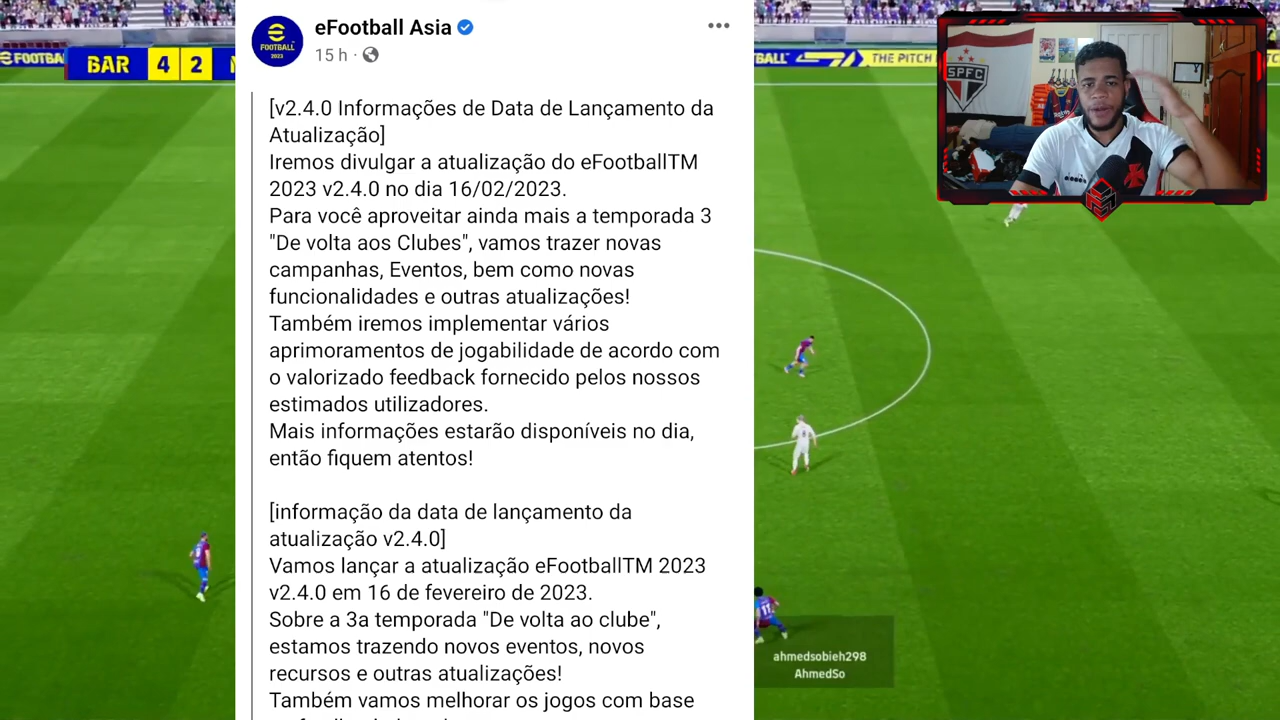 eFootball Asia
15 h ·
EFOOTBALL
2023
[v2.4.0 Informações de Data de Lançamento da
Atualização]
Iremos divulgar a atualização do eFootballTM
2023 v2.4.0 no dia 16/02/2023.
Para você aproveitar ainda mais a temporada 3
"De volta aos Clubes", vamos trazer novas
campanhas, Eventos, bem como novas
funcionalidades e outras atualizações!
Também iremos implementar vários
aprimoramentos de jogabilidade de acordo com
o valorizado feedback fornecido pelos nossos
estimados utilizadores.
Mais informações estarão disponíveis no dia,
então fiquem atentos!
[informação da data de lançamento da
atualização v2.4.0]
Vamos lançar a atualização eFootballTM 2023
v2.4.0 em 16 de fevereiro de 2023.
Sobre a 3a temporada "De volta ao clube",
estamos trazendo novos eventos, novos
recursos e outras atualizações!
Também vamos melhorar os jogos com base
BAR 4 2
THE PITCH
SPFC
ahmedsobieh298
AhmedSo